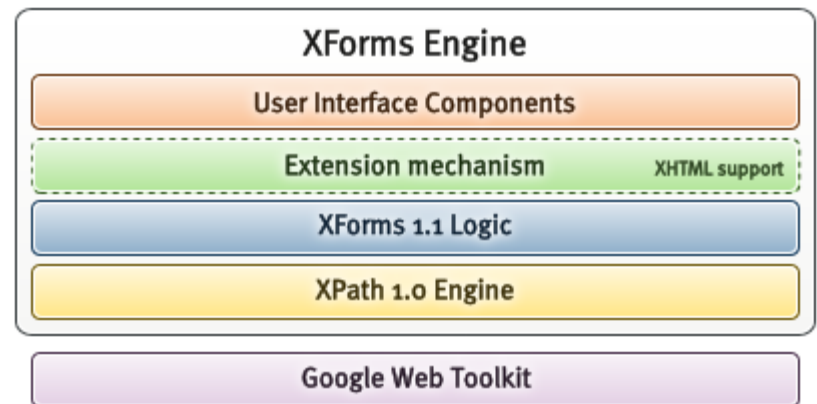 XForms Engine
User Interface Components
Extension mechanism XHTML support
XForms 1.1 Logic
XPath 1.0 Engine
Google Web Toolkit